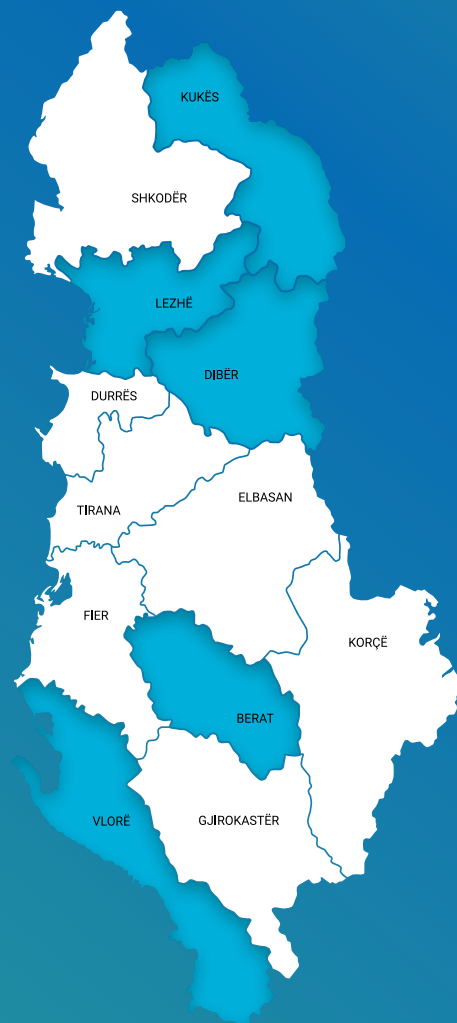 KUKËS
SHKODËR
LEZHË
DIBËR
DURRËS
ELBASAN
TIRANA
FIER
KORÇË
BERAT
VLORË
GJIROKASTËR